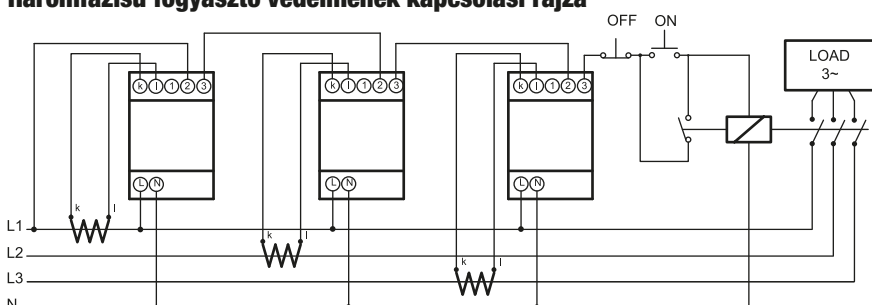 háromfázisú fogyasztó védelmének kapcsolási rajza
OFF ON
LOAD
3~
k l 1 2 3
k l 1 2 3
k l 1 2 3
L N
L N
L N
k l
L1
k l
L2
k l
L3
N